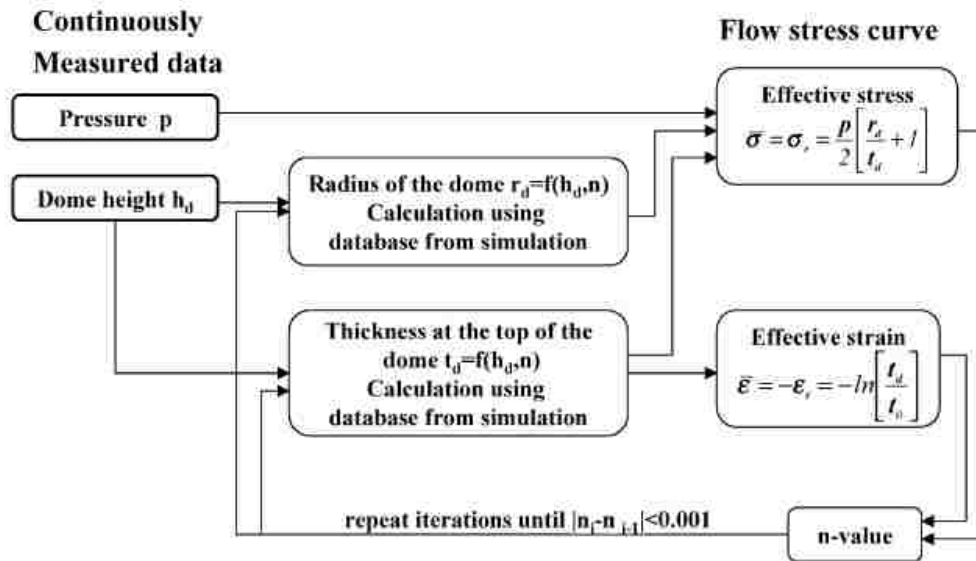 Continuously
Measured data
Flow stress curve
Pressure p
Effective stress
σ̅ = σ_s = p/2 [r_d/t_d + 1]
Dome height h_d
Radius of the dome r_d=f(h_d,n)
Calculation using
database from simulation
Thickness at the top of the
dome t_d=f(h_d,n)
Calculation using
database from simulation
Effective strain
ε̅ = -ε_s = -ln[t_d/t_0]
repeat iterations until |n_i-n_i-1|<0.001
n-value